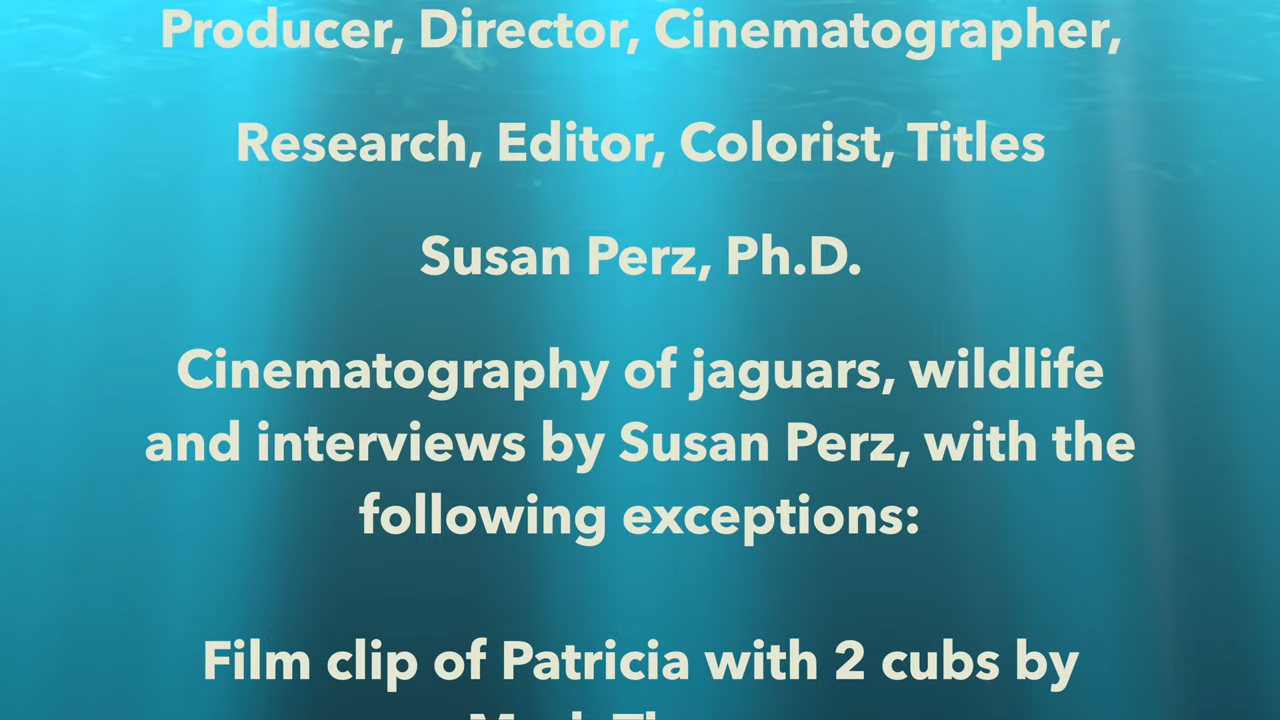 Producer, Director, Cinematographer,
Research, Editor, Colorist, Titles
Susan Perz, Ph.D.
Cinematography of jaguars, wildlife
and interviews by Susan Perz, with the
following exceptions:
Film clip of Patricia with 2 cubs by